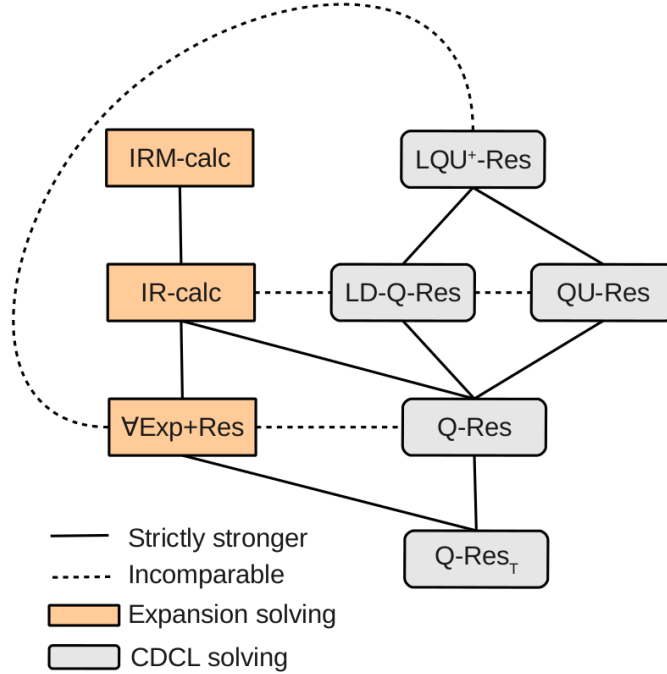 IRM-calc
LQU⁺-Res
IR-calc
LD-Q-Res
QU-Res
∀Exp+Res
Q-Res
Q-Res_T
Strictly stronger
Incomparable
Expansion solving
CDCL solving